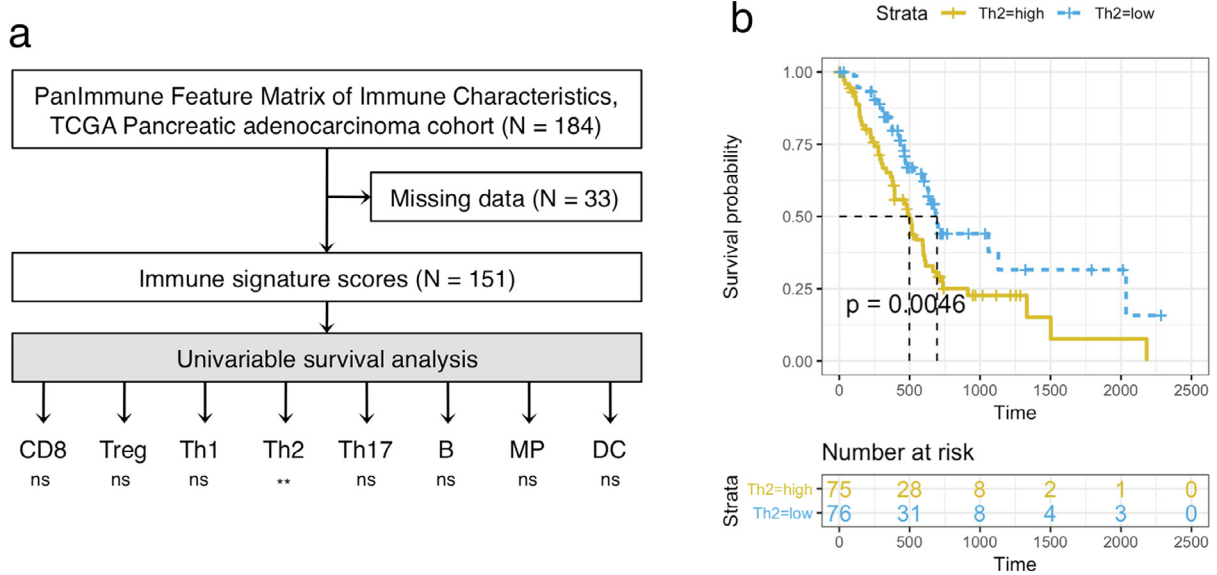 a
PanImmune Feature Matrix of Immune Characteristics,
TCGA Pancreatic adenocarcinoma cohort (N = 184)
Missing data (N = 33)
Immune signature scores (N = 151)
Univariable survival analysis
CD8 Treg Th1 Th2 Th17 B MP DC
ns ns ns ** ns ns ns ns
b
Strata Th2=high Th2=low
Survival probability
1.00
0.75
0.50
0.25
0.00
p = 0.0046
0 500 1000 1500 2000 2500
Time
Number at risk
Strata
Th2=high 75 28 8 2 1 0
Th2=low 76 31 8 4 3 0
0 500 1000 1500 2000 2500
Time